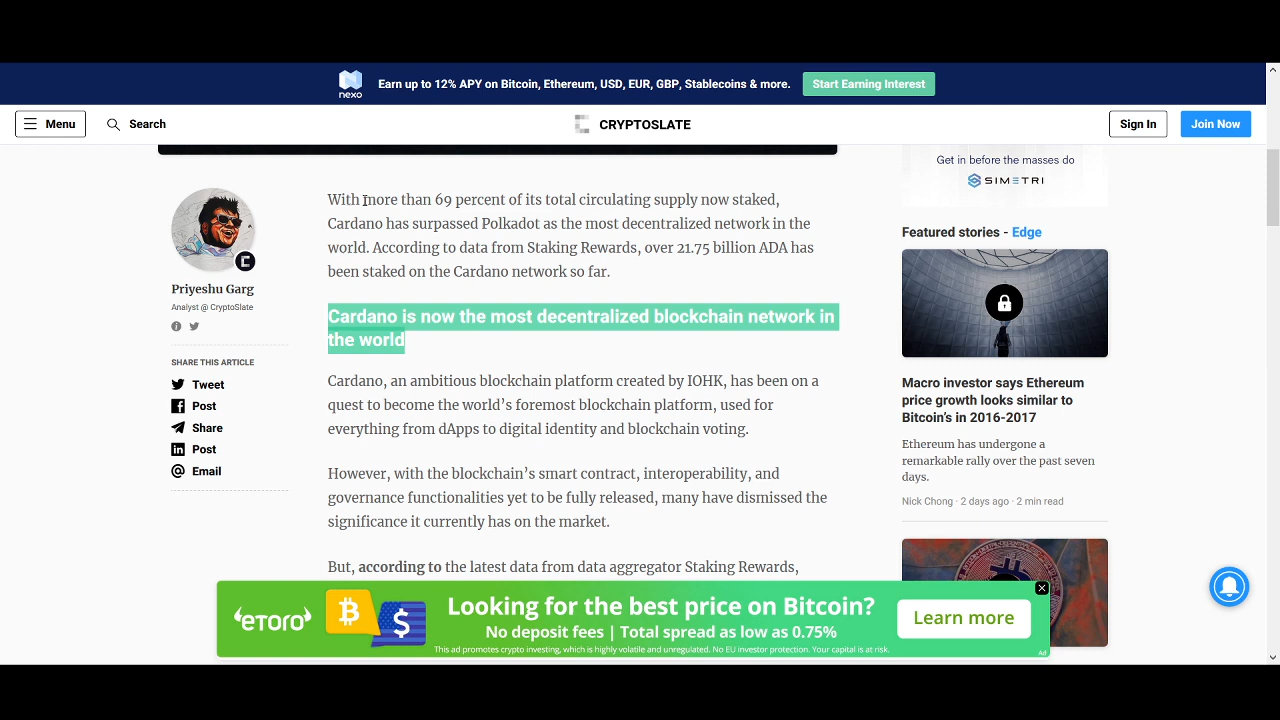 nexo
Earn up to 12% APY on Bitcoin, Ethereum, USD, EUR, GBP, Stablecoins & more.
Start Earning Interest
Menu
Search
CRYPTOSLATE
Sign In
Join Now
With more than 69 percent of its total circulating supply now staked,
Cardano has surpassed Polkadot as the most decentralized network in the
world. According to data from Staking Rewards, over 21.75 billion ADA has
been staked on the Cardano network so far.
Cardano is now the most decentralized blockchain network in
the world
Cardano, an ambitious blockchain platform created by IOHK, has been on a
quest to become the world’s foremost blockchain platform, used for
everything from dApps to digital identity and blockchain voting.
However, with the blockchain’s smart contract, interoperability, and
governance functionalities yet to be fully released, many have dismissed the
significance it currently has on the market.
But, according to the latest data from data aggregator Staking Rewards,
Priyeshu Garg
Analyst @ CryptoSlate
SHARE THIS ARTICLE
Tweet
Post
Share
Post
Email
Get in before the masses do
SIMETRI
Featured stories - Edge
Macro investor says Ethereum
price growth looks similar to
Bitcoin’s in 2016-2017
Ethereum has undergone a
remarkable rally over the past seven
days.
Nick Chong · 2 days ago · 2 min read
eToro
Looking for the best price on Bitcoin?
No deposit fees | Total spread as low as 0.75%
This ad promotes crypto investing, which is highly volatile and unregulated. No EU investor protection. Your capital is at risk.
Learn more
Ad